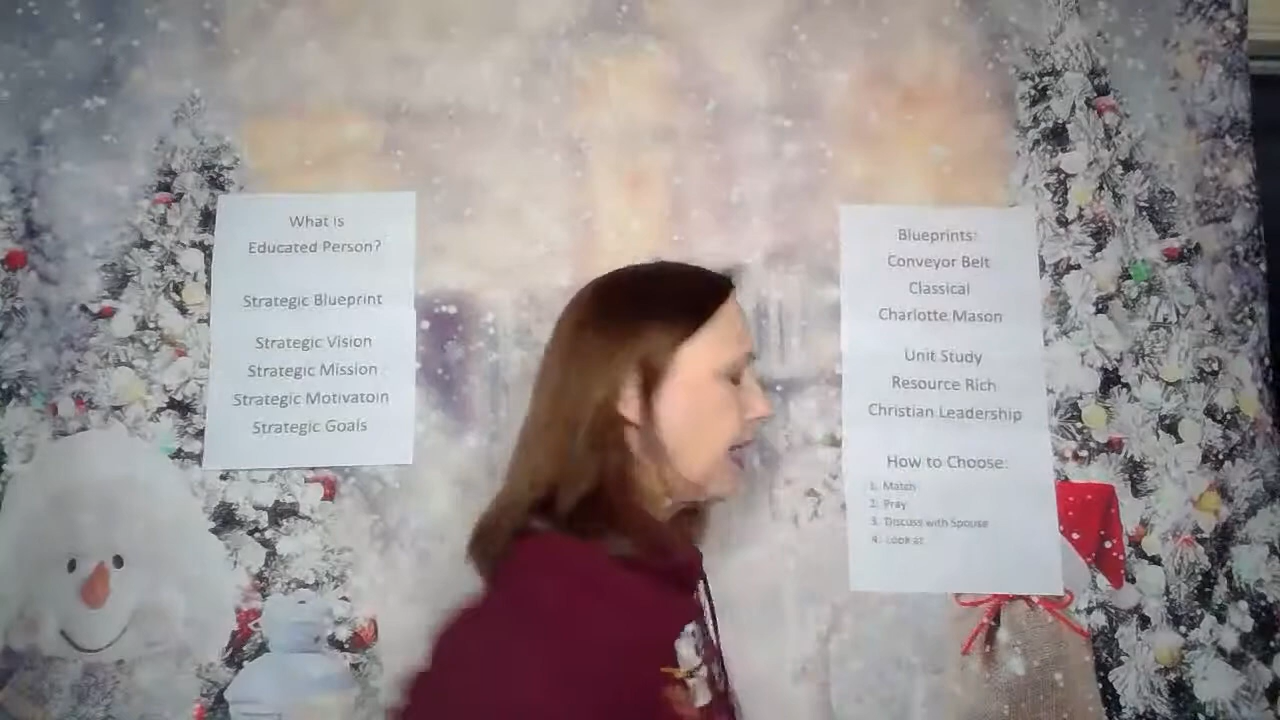 What is
Educated Person?
Strategic Blueprint
Strategic Vision
Strategic Mission
Strategic Motivatoin
Strategic Goals
Blueprints:
Conveyor Belt
Classical
Charlotte Mason
Unit Study
Resource Rich
Christian Leadership
How to Choose:
1. Match
2. Pray
3. Discuss with Spouse
4. Look at